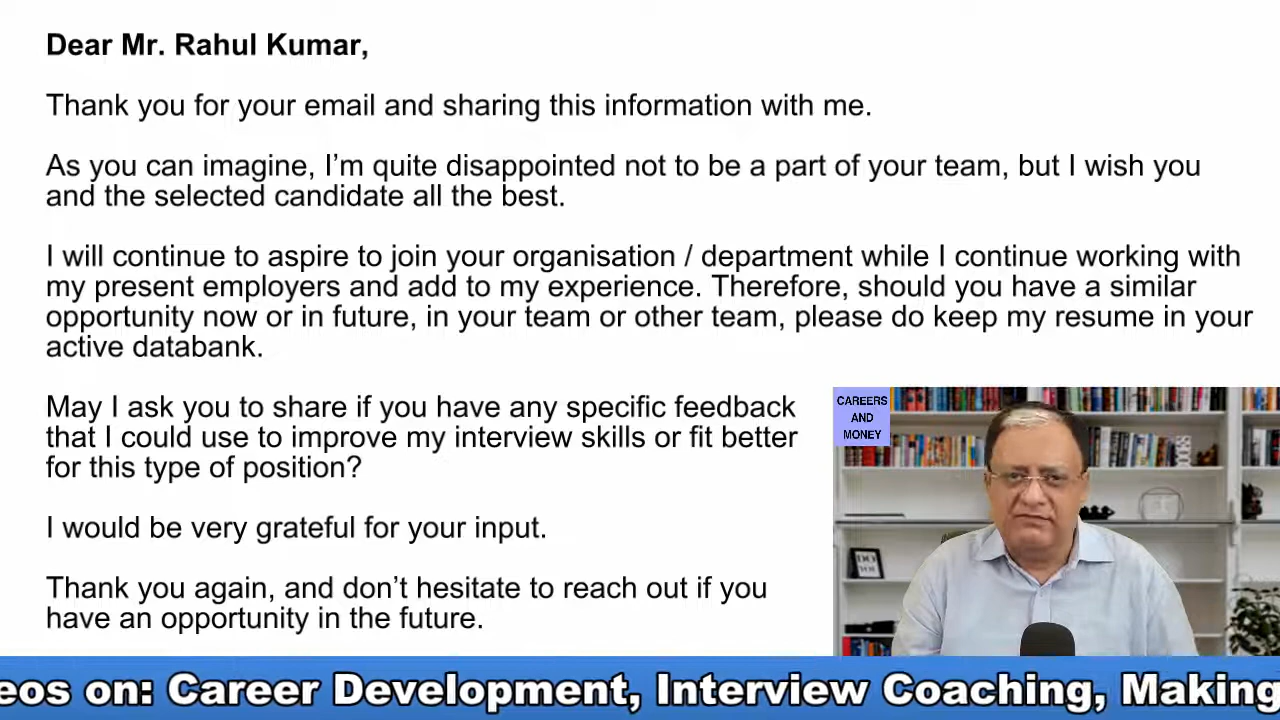 Dear Mr. Rahul Kumar,
Thank you for your email and sharing this information with me.
As you can imagine, I’m quite disappointed not to be a part of your team, but I wish you
and the selected candidate all the best.
I will continue to aspire to join your organisation / department while I continue working with
my present employers and add to my experience. Therefore, should you have a similar
opportunity now or in future, in your team or other team, please do keep my resume in your
active databank.
May I ask you to share if you have any specific feedback
that I could use to improve my interview skills or fit better
for this type of position?
I would be very grateful for your input.
Thank you again, and don’t hesitate to reach out if you
have an opportunity in the future.
CAREERS
AND
MONEY
DO
YOU
eos on: Career Development, Interview Coaching, Making